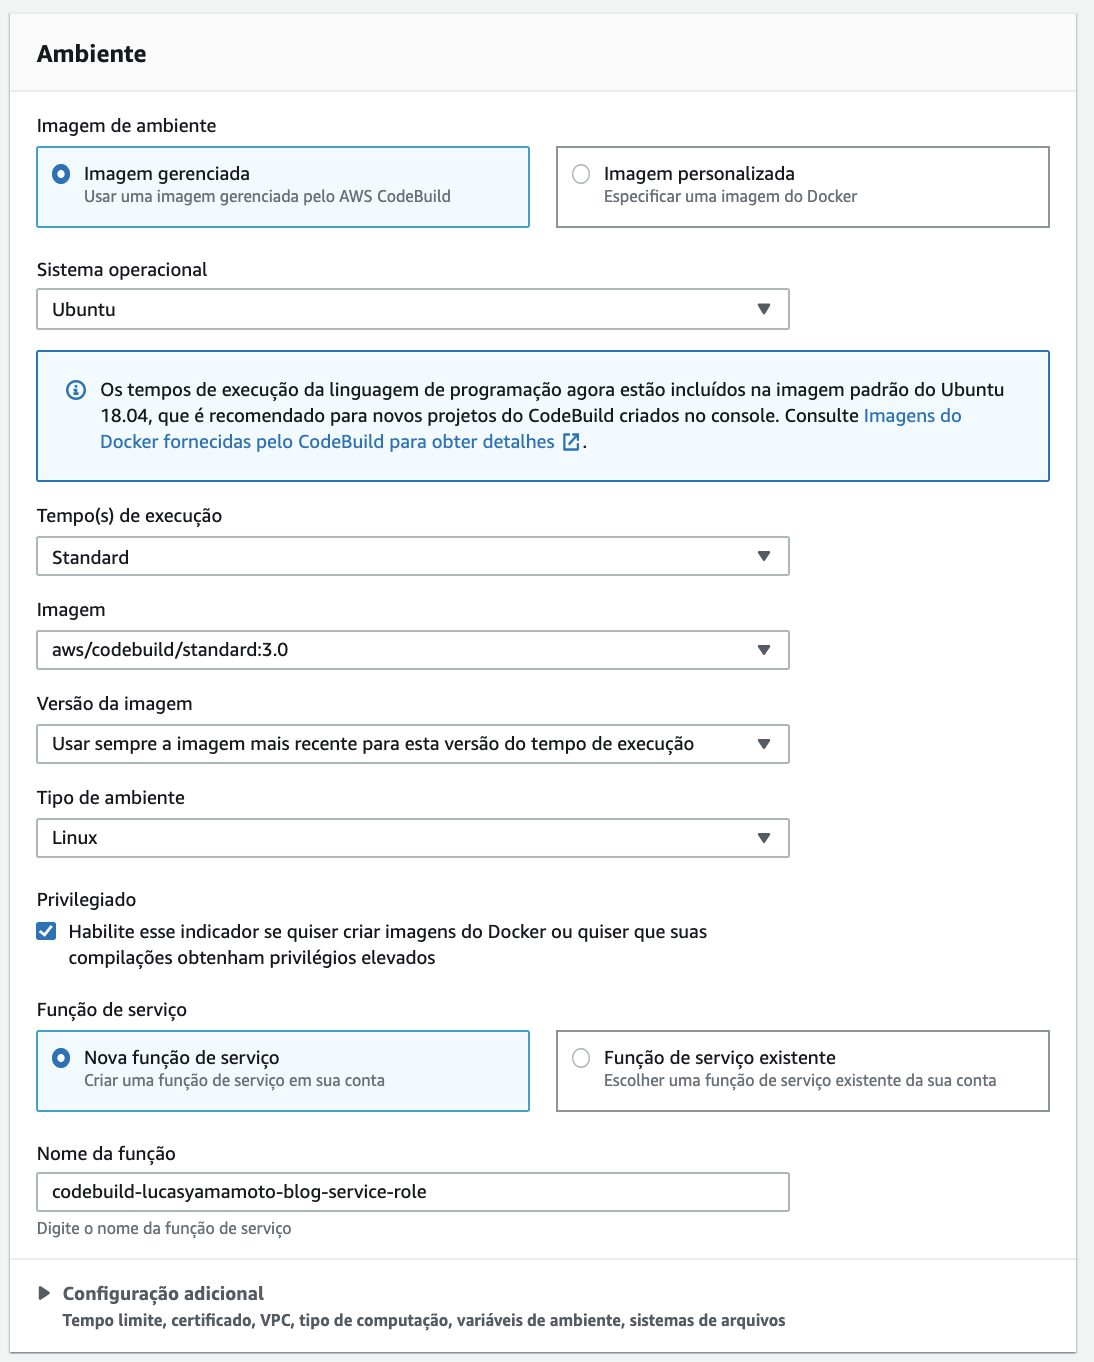 Ambiente
Imagem de ambiente
Imagem gerenciada
Usar uma imagem gerenciada pelo AWS CodeBuild
Imagem personalizada
Especificar uma imagem do Docker
Sistema operacional
Ubuntu
Os tempos de execução da linguagem de programação agora estão incluídos na imagem padrão do Ubuntu
18.04, que é recomendado para novos projetos do CodeBuild criados no console. Consulte Imagens do
Docker fornecidas pelo CodeBuild para obter detalhes.
Tempo(s) de execução
Standard
Imagem
aws/codebuild/standard:3.0
Versão da imagem
Usar sempre a imagem mais recente para esta versão do tempo de execução
Tipo de ambiente
Linux
Privilegiado
Habilite esse indicador se quiser criar imagens do Docker ou quiser que suas
compilações obtenham privilégios elevados
Função de serviço
Nova função de serviço
Criar uma função de serviço em sua conta
Função de serviço existente
Escolher uma função de serviço existente da sua conta
Nome da função
codebuild-lucasyamamoto-blog-service-role
Digite o nome da função de serviço
Configuração adicional
Tempo limite, certificado, VPC, tipo de computação, variáveis de ambiente, sistemas de arquivos